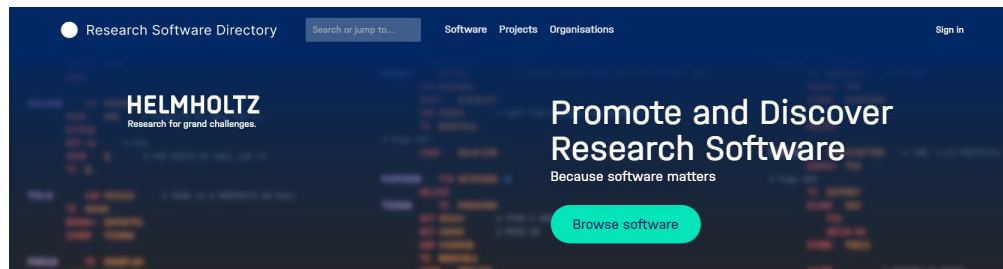 Research Software Directory
Search or jump to...
Software Projects Organisations
Sign in
HELMHOLTZ
Research for grand challenges.
Promote and Discover
Research Software
Because software matters
Browse software